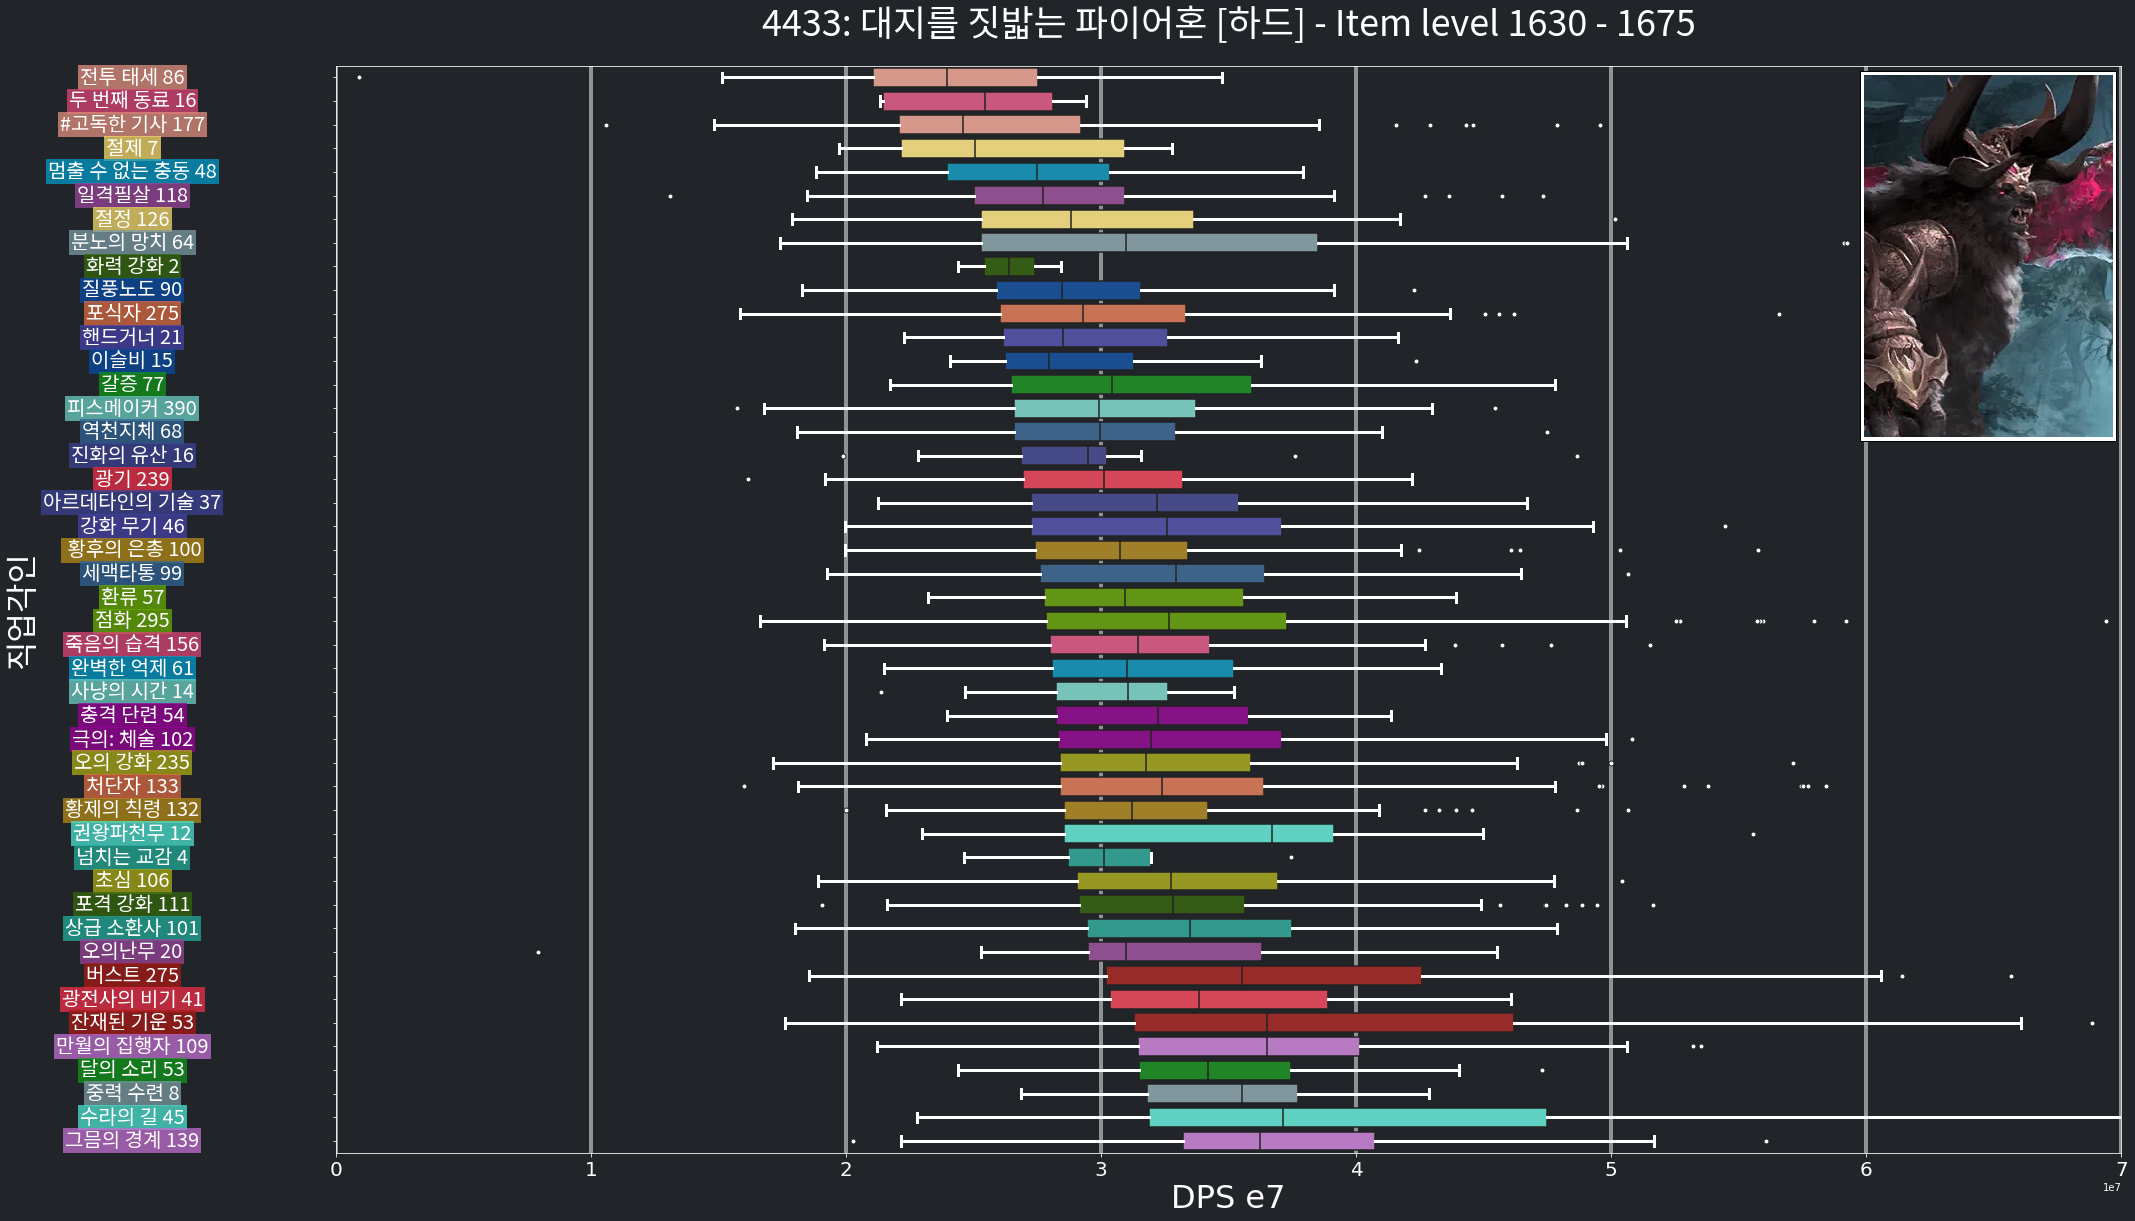 4433: 대지를 짓밟는 파이어혼 [하드] - Item level 1630 - 1675
직업각인
전투 태세 86
두 번째 동료 16
#고독한 기사 177
절제 7
멈출 수 없는 충동 48
일격필살 118
절정 126
분노의 망치 64
화력 강화 2
질풍노도 90
포식자 275
핸드거너 21
이슬비 15
갈증 77
피스메이커 390
역천지체 68
진화의 유산 16
광기 239
아르데타인의 기술 37
강화 무기 46
황후의 은총 100
세맥타통 99
환류 57
점화 295
죽음의 습격 156
완벽한 억제 61
사냥의 시간 14
충격 단련 54
극의: 체술 102
오의 강화 235
처단자 133
황제의 칙령 132
권왕파천무 12
넘치는 교감 4
초심 106
포격 강화 111
상급 소환사 101
오의난무 20
버스트 275
광전사의 비기 41
잔재된 기운 53
만월의 집행자 109
달의 소리 53
중력 수련 8
수라의 길 45
그믐의 경계 139
0 1 2 3 4 5 6 7
1e7
DPS e7